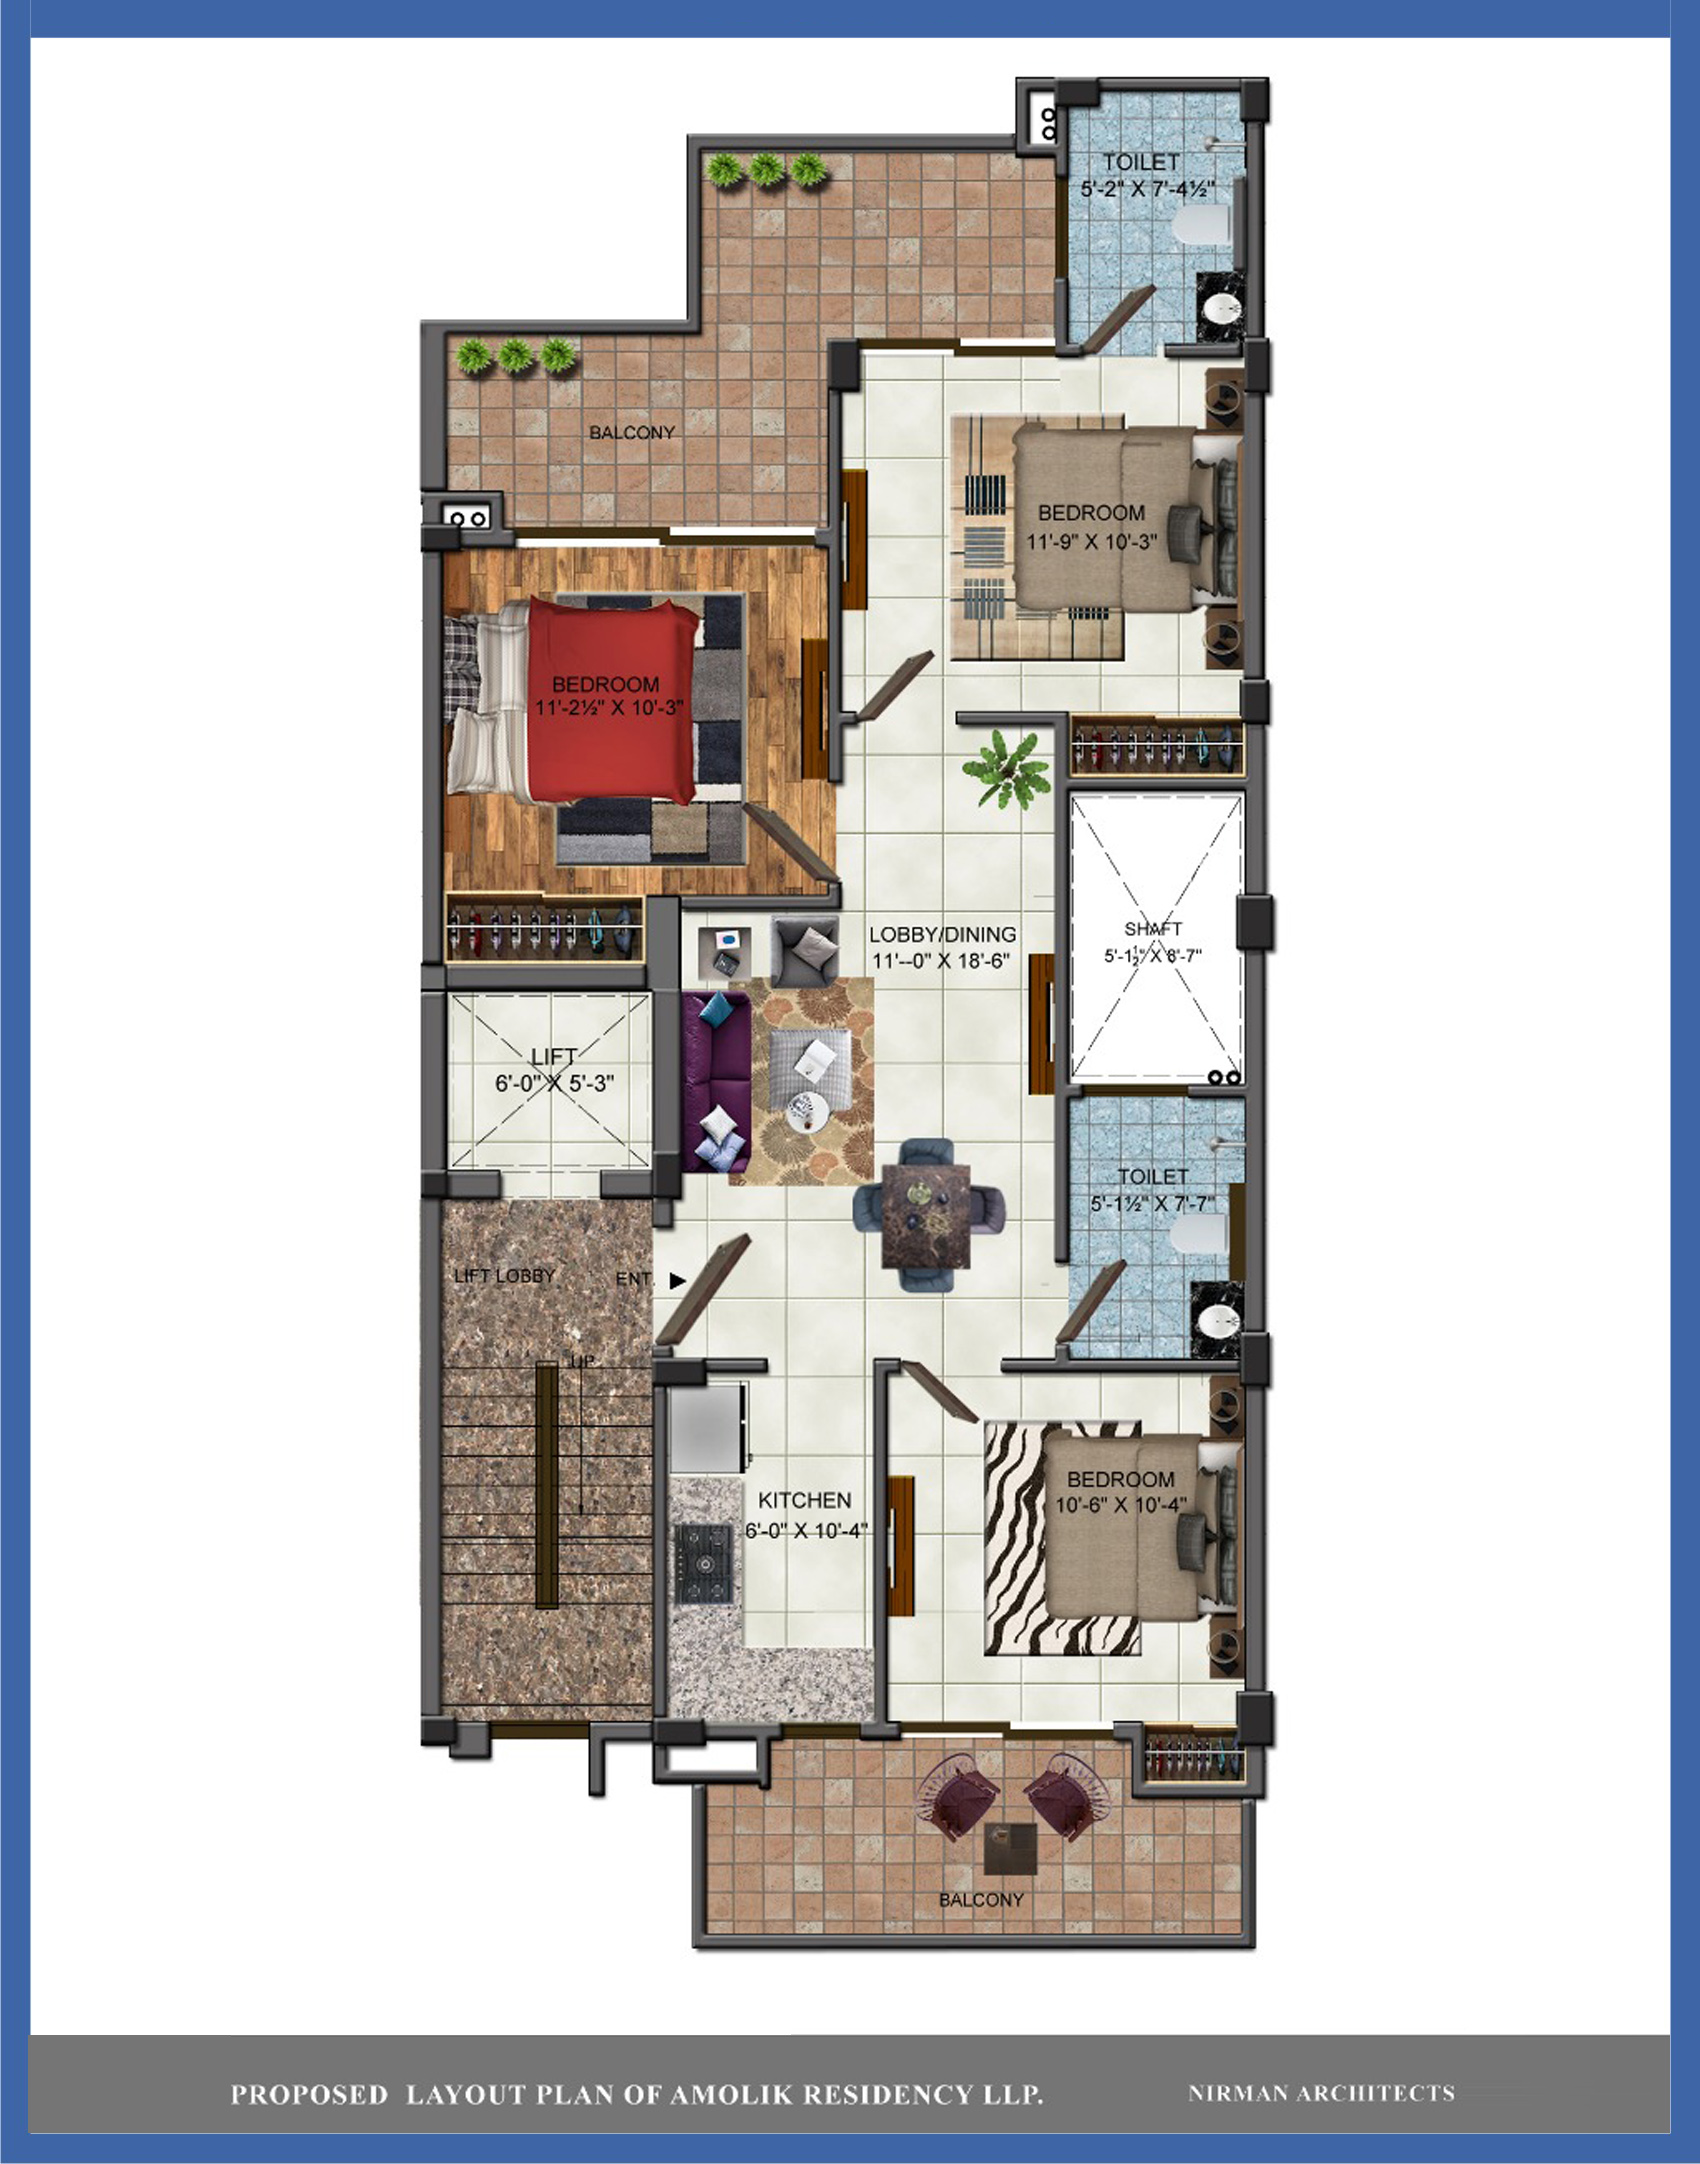 TOILET
5'-2" X 7'-4½"
BALCONY
BEDROOM
11'-9" X 10'-3"
BEDROOM
11'-2½" X 10'-3"
LOBBY/DINING
11'--0" X 18'-6"
SHAFT
5'-1½" X 8'-7"
LIFT
6'-0" X 5'-3"
TOILET
5'-1½" X 7'-7"
LIFT LOBBY
ENT.
UP
BEDROOM
10'-6" X 10'-4"
KITCHEN
6'-0" X 10'-4"
BALCONY
PROPOSED LAYOUT PLAN OF AMOLIK RESIDENCY LLP.
NIRMAN ARCHITECTS